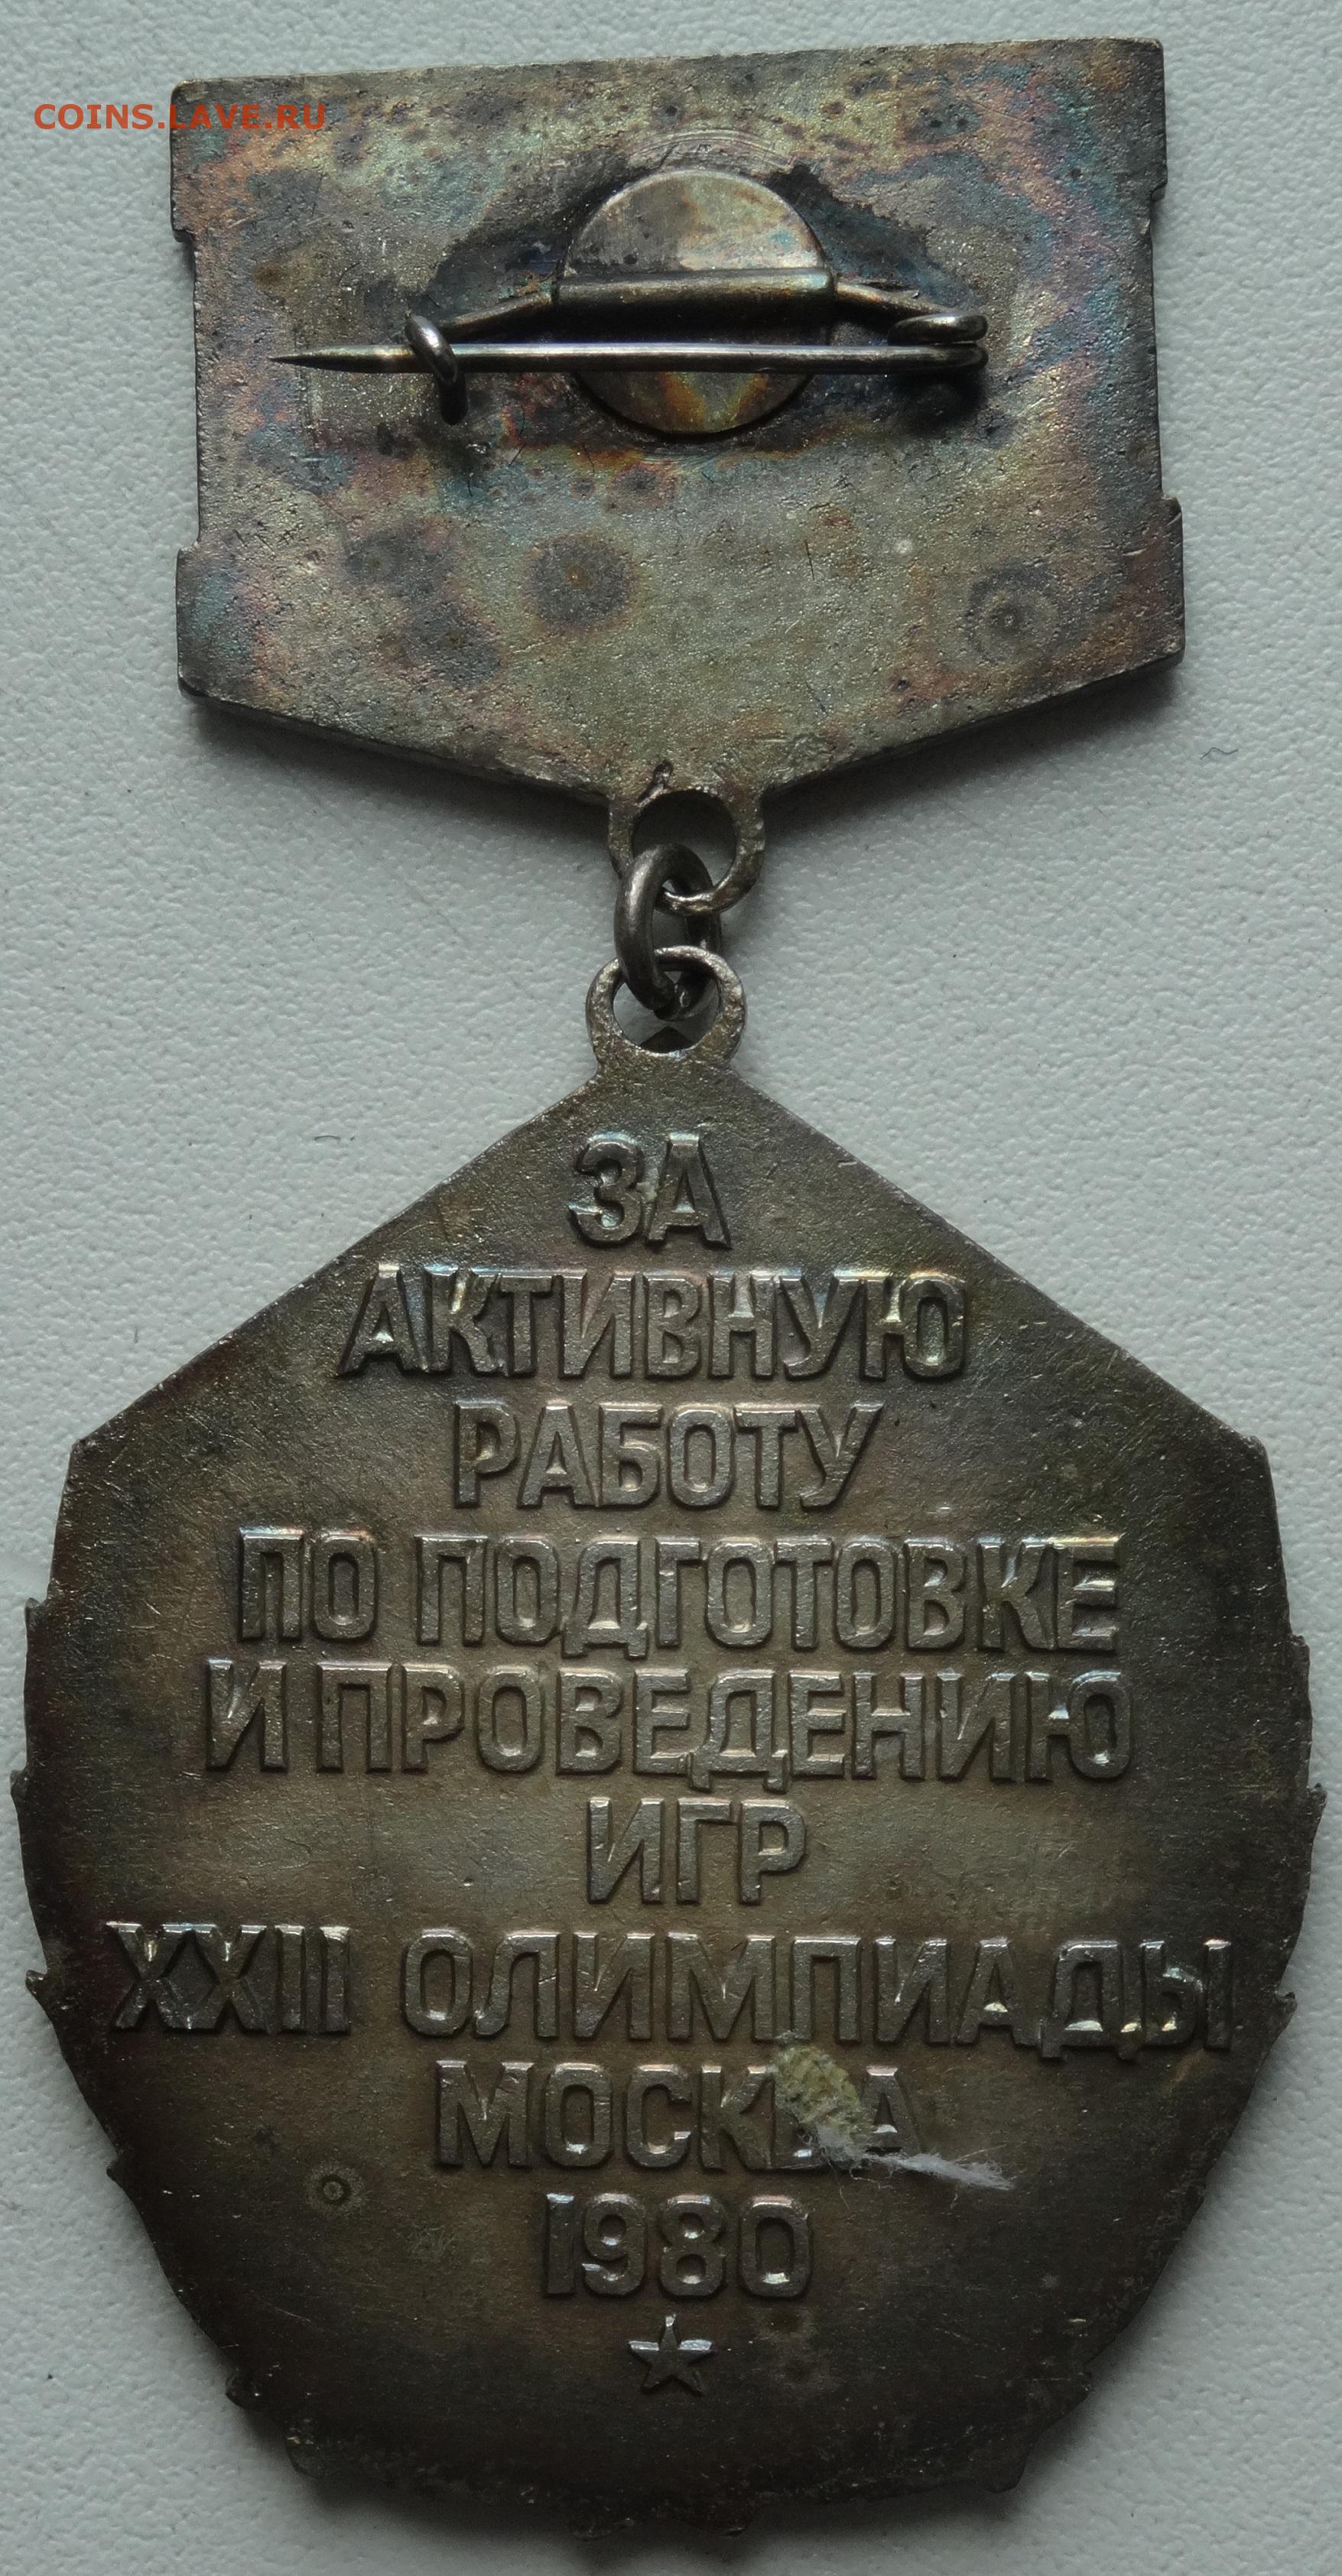 COINS.LAVE.RU
ЗА
АКТИВНУЮ
РАБОТУ
ПО ПОДГОТОВКЕ
И ПРОВЕДЕНИЮ
ИГР
XXII ОЛИМПИАДЫ
МОСКВА
1980